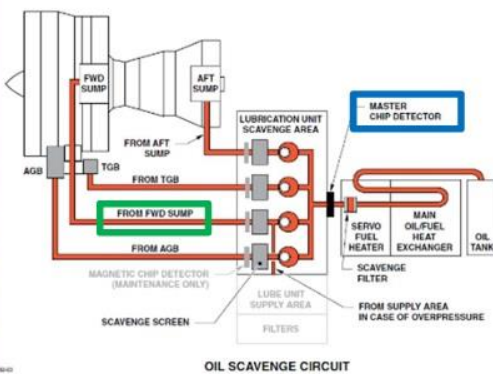 FWD
SUMP
AFT
SUMP
LUBRICATION UNIT
SCAVENGE AREA
MASTER
CHIP DETECTOR
FROM AFT
SUMP
AGB
TGB
FROM TGB
FROM FWD SUMP
FROM AGB
SERVO
FUEL
HEATER
MAIN
OIL/FUEL
HEAT
EXCHANGER
OIL
TANK
MAGNETIC CHIP DETECTOR
(MAINTENANCE ONLY)
SCAVENGE
FILTER
LUBE UNIT
SUPPLY AREA
SCAVENGE SCREEN
FROM SUPPLY AREA
IN CASE OF OVERPRESSURE
FILTERS
OIL SCAVENGE CIRCUIT